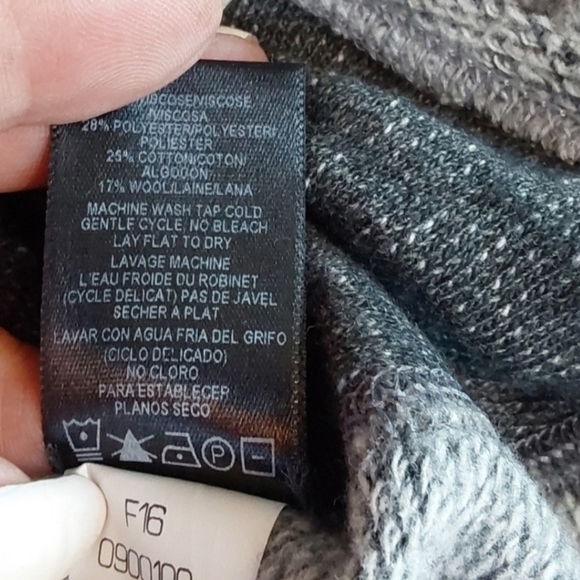 VISCOSE/VISCOSE
/VISCOSA
28% POLYESTER/POLYESTER/
POLIESTER
25% COTTON/COTON/
ALGODON
17% WOOL/LAINE/LANA
MACHINE WASH TAP COLD
GENTLE CYCLE, NO BLEACH
LAY FLAT TO DRY
LAVAGE MACHINE
L'EAU FROIDE DU ROBINET
(CYCLE DELICAT) PAS DE JAVEL
SECHER A PLAT
LAVAR CON AGUA FRIA DEL GRIFO
(CICLO DELICADO)
NO CLORO
PARA ESTABLECER
PLANOS SECO
P
F16
0900100